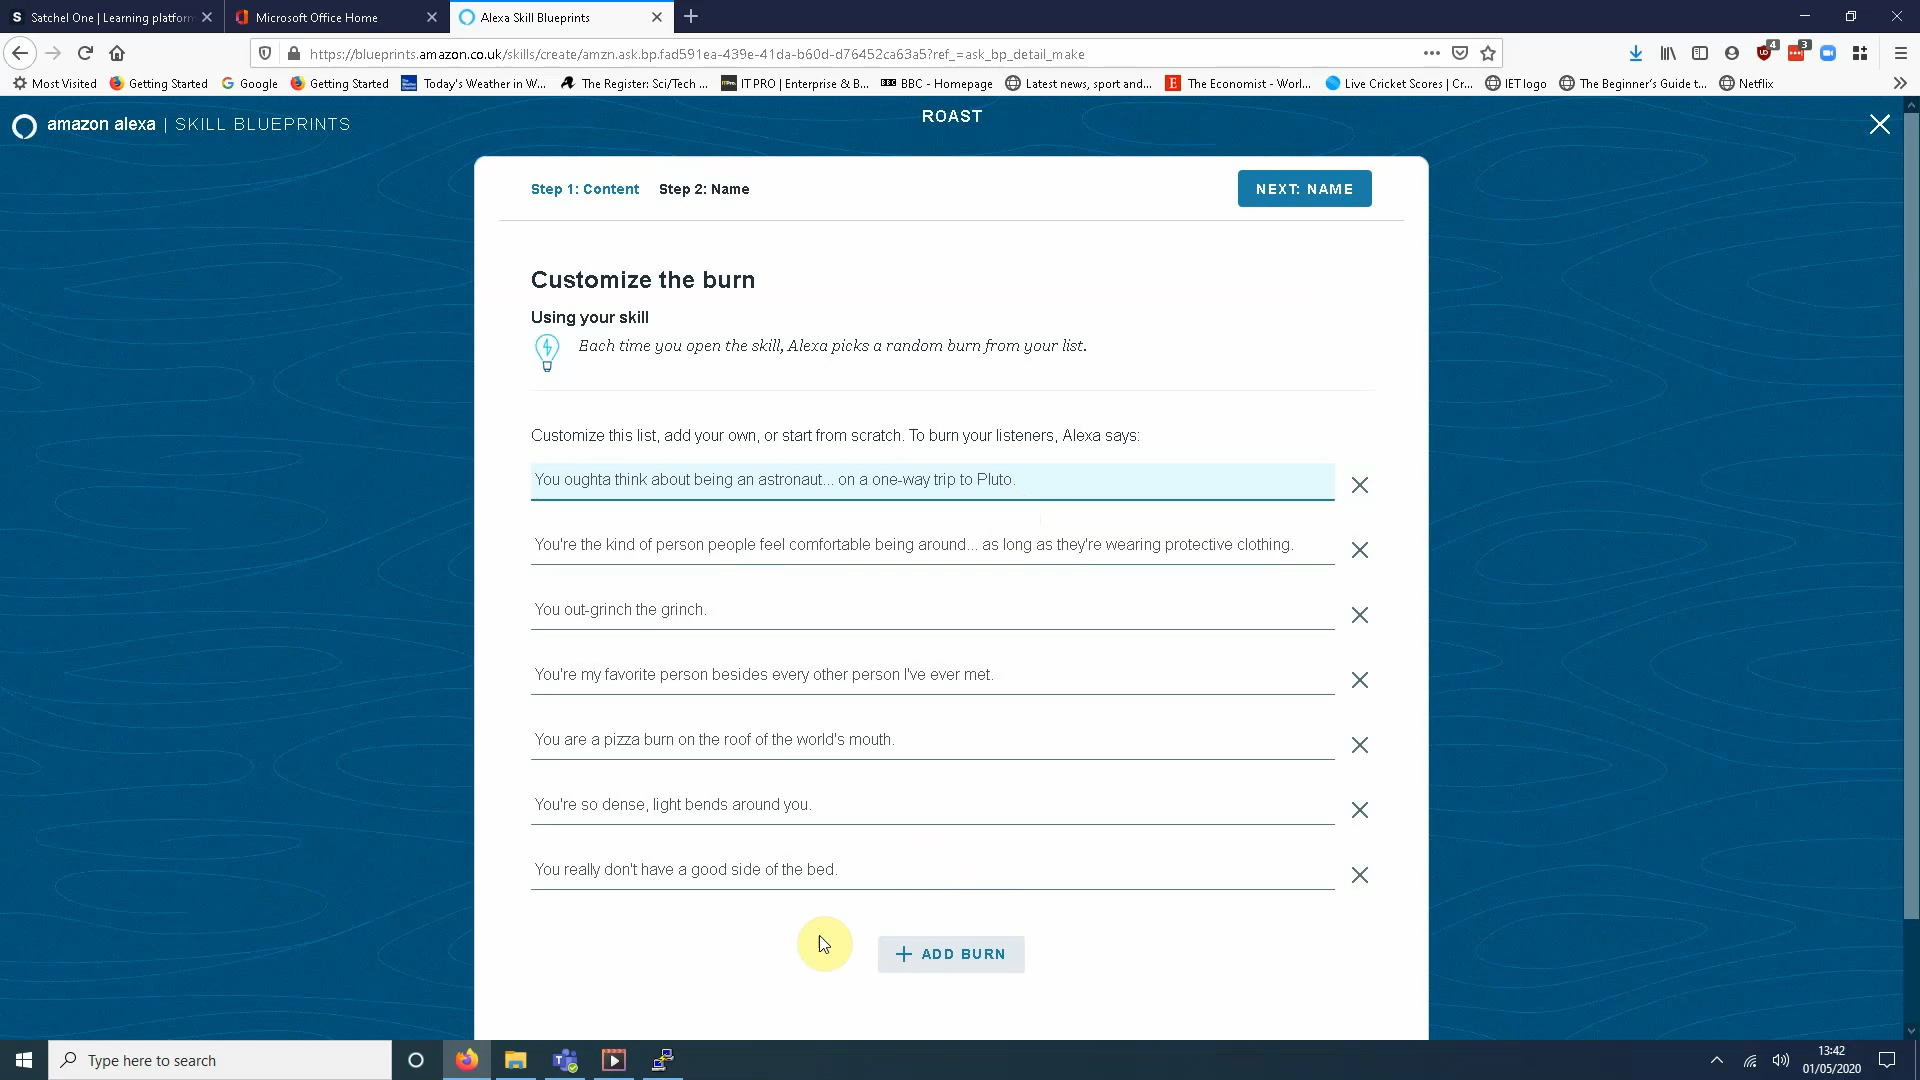 Satchel One | Learning platforn
Microsoft Office Home
Alexa Skill Blueprints
https://blueprints.amazon.co.uk/skills/create/amzn.ask.bp.fad591ea-439e-41da-b60d-d76452ca63a5?ref_=ask_bp_detail_make
4
3
Most Visited
Getting Started
Google
Getting Started
Today's Weather in W...
The Register: Sci/Tech ...
IT PRO | Enterprise & B...
BBC - Homepage
Latest news, sport and...
The Economist - Worl...
Live Cricket Scores | Cr...
IET logo
The Beginner's Guide t...
Netflix
amazon alexa | SKILL BLUEPRINTS
ROAST
Step 1: Content
Step 2: Name
NEXT: NAME
Customize the burn
Using your skill
Each time you open the skill, Alexa picks a random burn from your list.
Customize this list, add your own, or start from scratch. To burn your listeners, Alexa says:
You oughta think about being an astronaut... on a one-way trip to Pluto.
You're the kind of person people feel comfortable being around... as long as they're wearing protective clothing.
You out-grinch the grinch.
You're my favorite person besides every other person I've ever met.
You are a pizza burn on the roof of the world's mouth.
You're so dense, light bends around you.
You really don't have a good side of the bed.
+ ADD BURN
Type here to search
13:42
01/05/2020